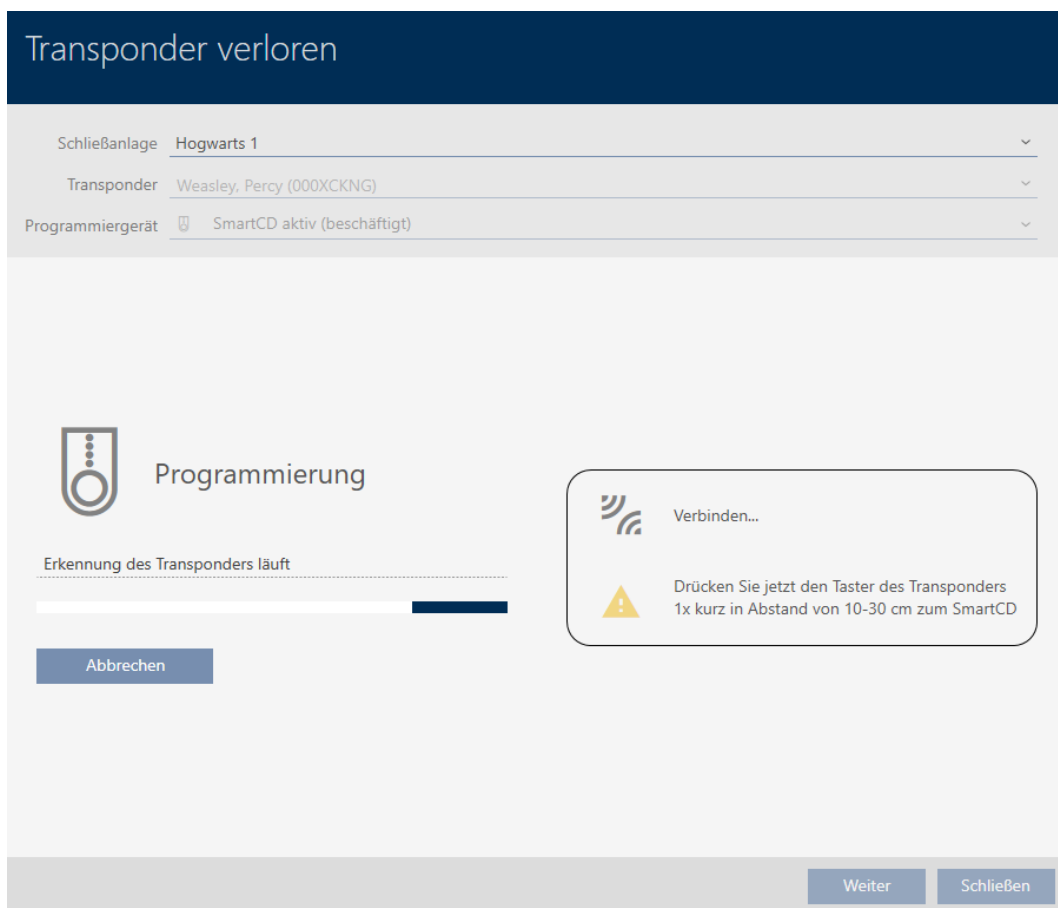 Transponder verloren
Schließanlage Hogwarts 1
Transponder Weasley, Percy (000XCKNG)
Programmiergerät SmartCD aktiv (beschäftigt)
Programmierung
Erkennung des Transponders läuft
Abbrechen
Verbinden...
Drücken Sie jetzt den Taster des Transponders
1x kurz in Abstand von 10-30 cm zum SmartCD
Weiter Schließen